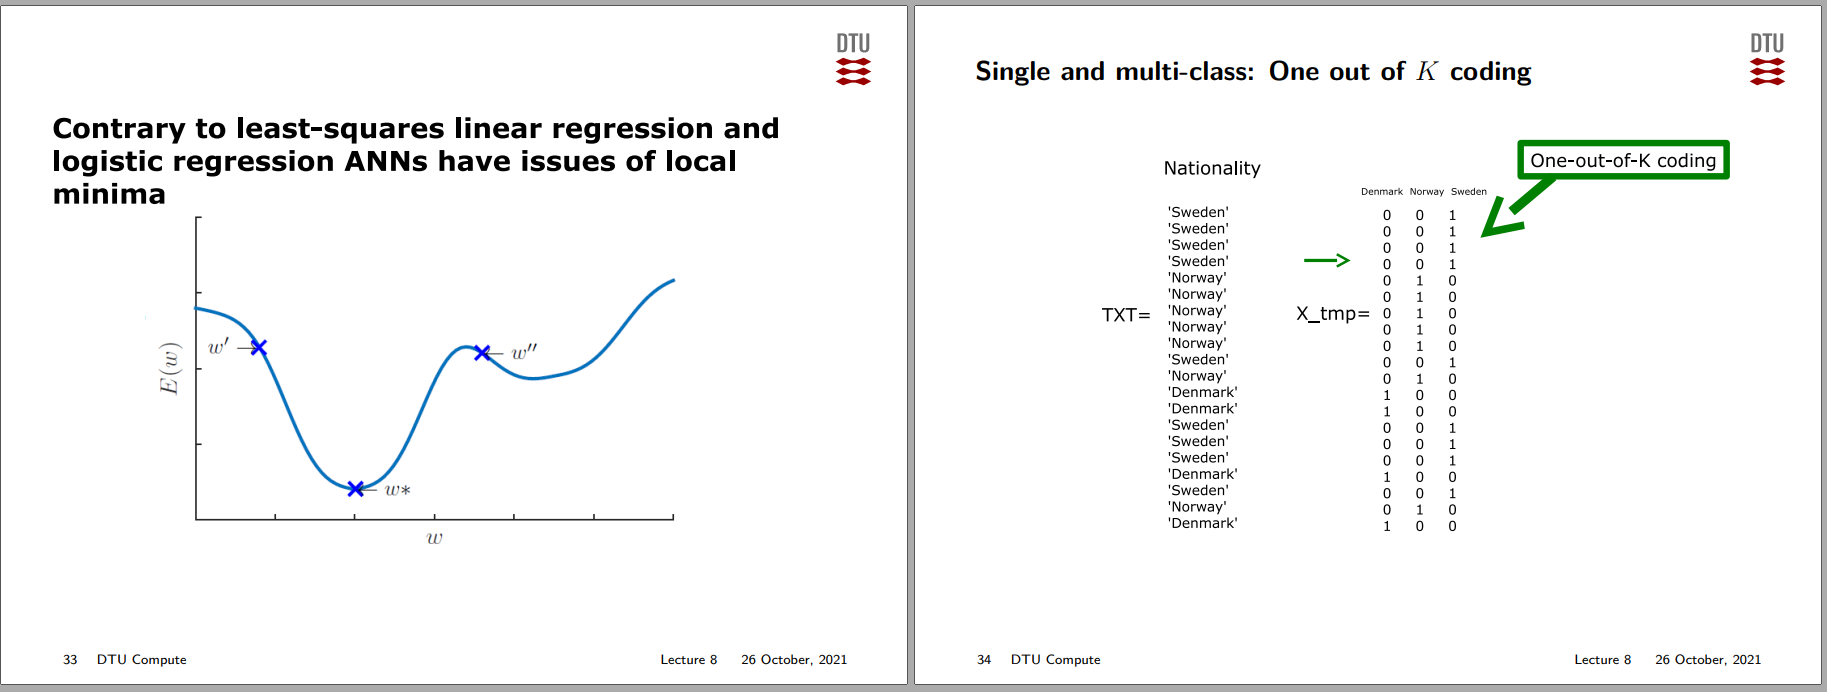 DTU
Contrary to least-squares linear regression and
logistic regression ANNs have issues of local
minima
E(w)
w′
w″
w*
w
33 DTU Compute
Lecture 8 26 October, 2021
DTU
Single and multi-class: One out of K coding
One-out-of-K coding
Nationality
Denmark Norway Sweden
TXT=
X_tmp=
'Sweden' 0 0 1
'Sweden' 0 0 1
'Sweden' 0 0 1
'Sweden' 0 0 1
'Norway' 0 1 0
'Norway' 0 1 0
'Norway' 0 1 0
'Norway' 0 1 0
'Norway' 0 1 0
'Sweden' 0 0 1
'Norway' 0 1 0
'Denmark' 1 0 0
'Denmark' 1 0 0
'Sweden' 0 0 1
'Sweden' 0 0 1
'Sweden' 0 0 1
'Denmark' 1 0 0
'Sweden' 0 0 1
'Norway' 0 1 0
'Denmark' 1 0 0
34 DTU Compute
Lecture 8 26 October, 2021